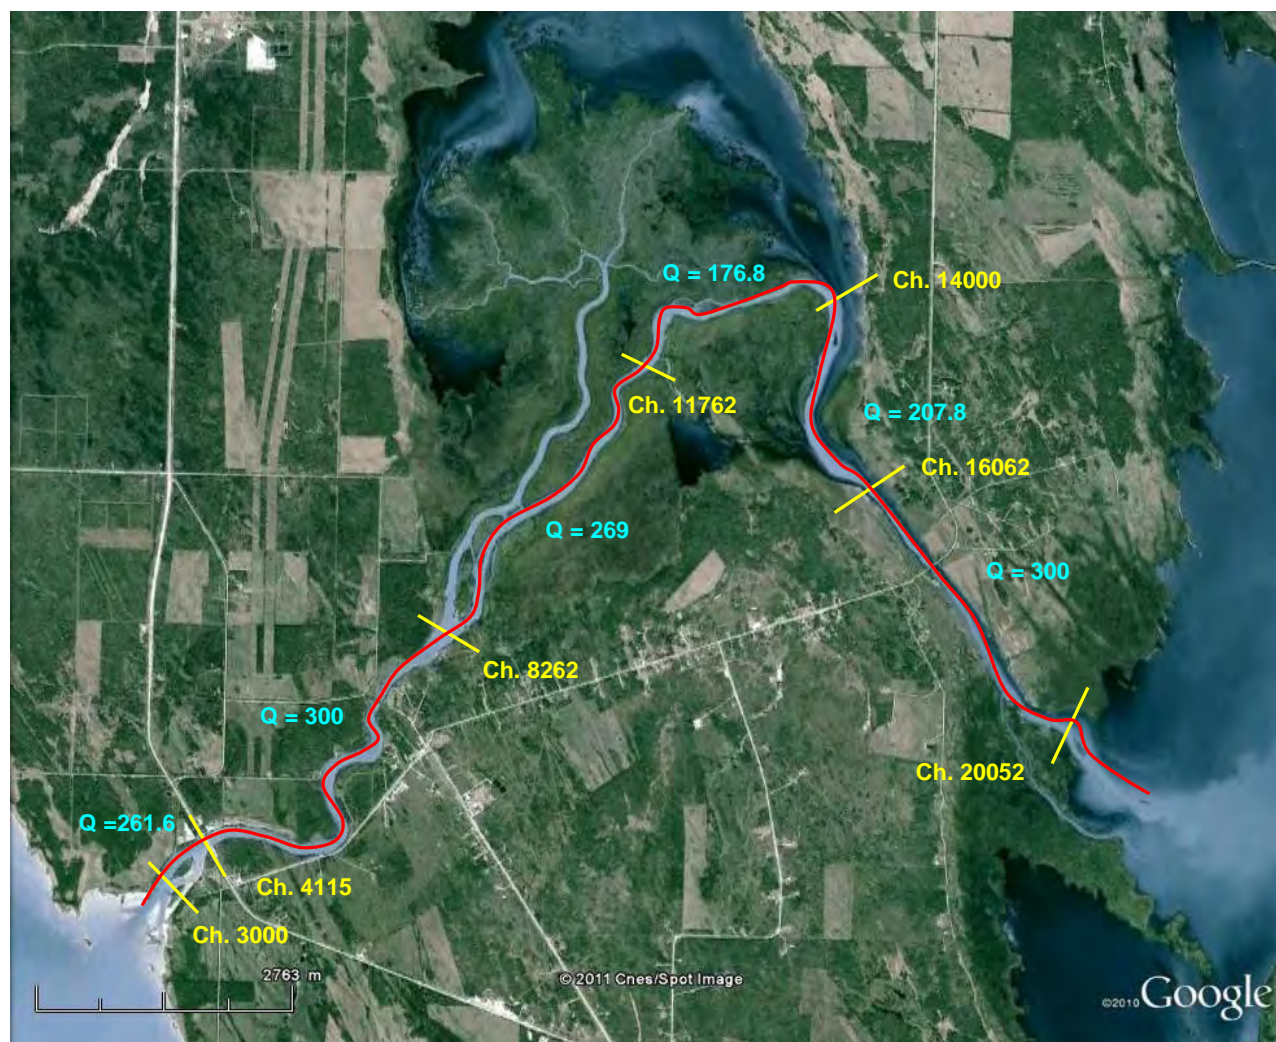 Q = 176.8
Ch. 14000
Ch. 11762
Q = 207.8
Ch. 16062
Q = 269
Q = 300
Ch. 8262
Q = 300
Ch. 20052
Q =261.6
Ch. 4115
Ch. 3000
2763 m
© 2011 Cnes/Spot Image
©2010 Google